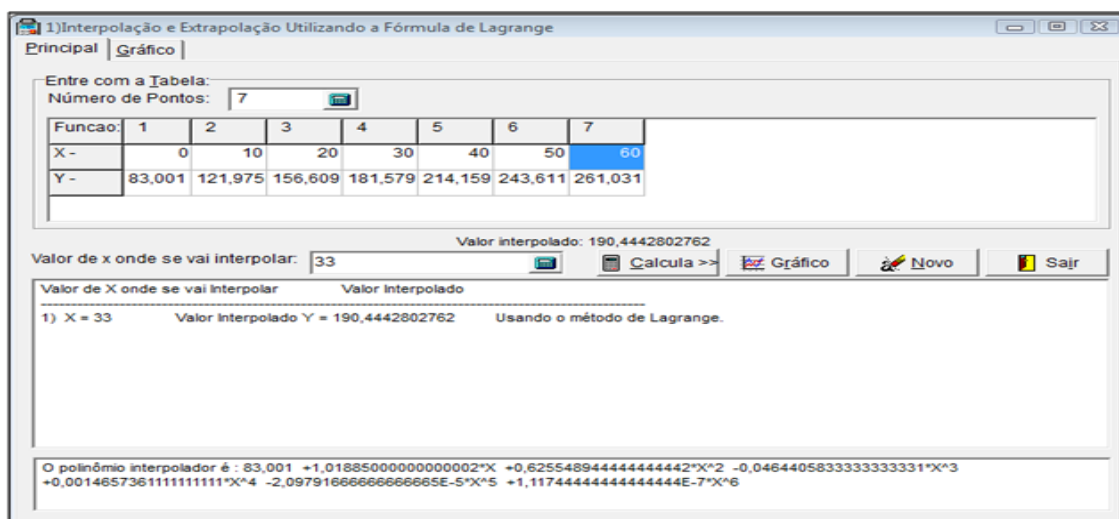 1)Interpolação e Extrapolação Utilizando a Fórmula de Lagrange
Principal Gráfico
Entre com a Tabela:
Número de Pontos: 7
Funcao: 1 2 3 4 5 6 7
X - 0 10 20 30 40 50 60
Y - 83,001 121,975 156,609 181,579 214,159 243,611 261,031
Valor interpolado: 190,4442802762
Valor de x onde se vai interpolar: 33 Calcula >> Gráfico Novo Sair
Valor de X onde se vai Interpolar Valor Interpolado
1) X = 33 Valor Interpolado Y = 190,4442802762 Usando o método de Lagrange.
O polinômio interpolador é : 83,001 +1,01885000000000002*X +0,625548944444444442*X^2 -0,0464405833333333331*X^3
+0,0014657361111111111*X^4 -2,09791666666666665E-5*X^5 +1,11744444444444444E-7*X^6